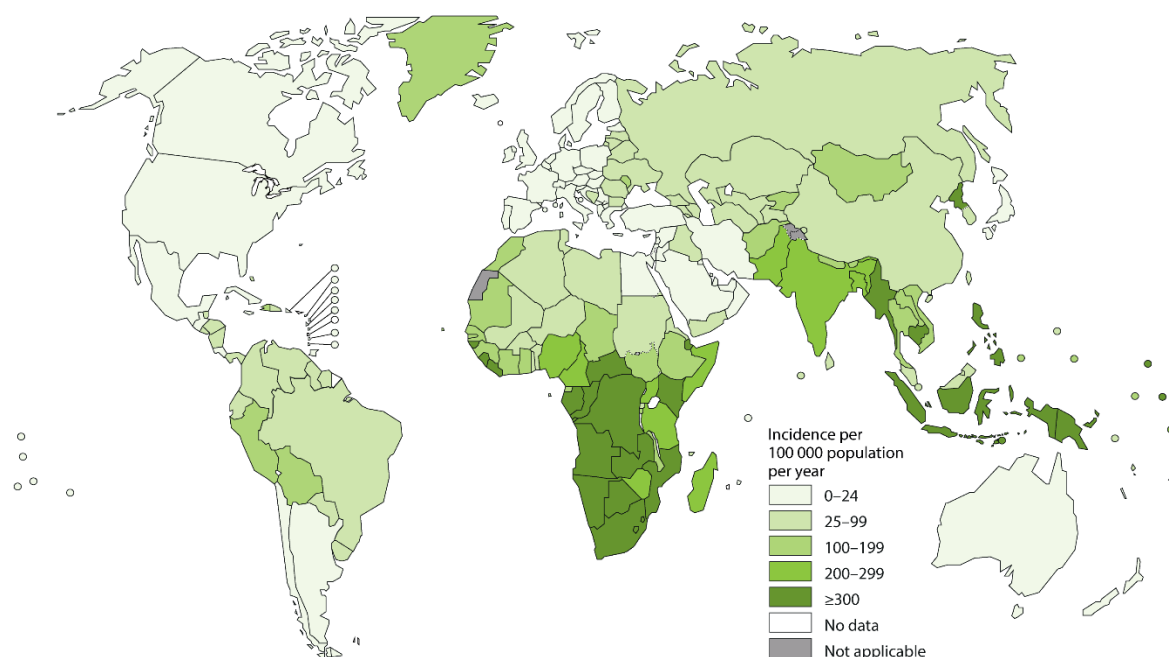 Incidence per
100 000 population
per year
0–24
25–99
100–199
200–299
≥300
No data
Not applicable